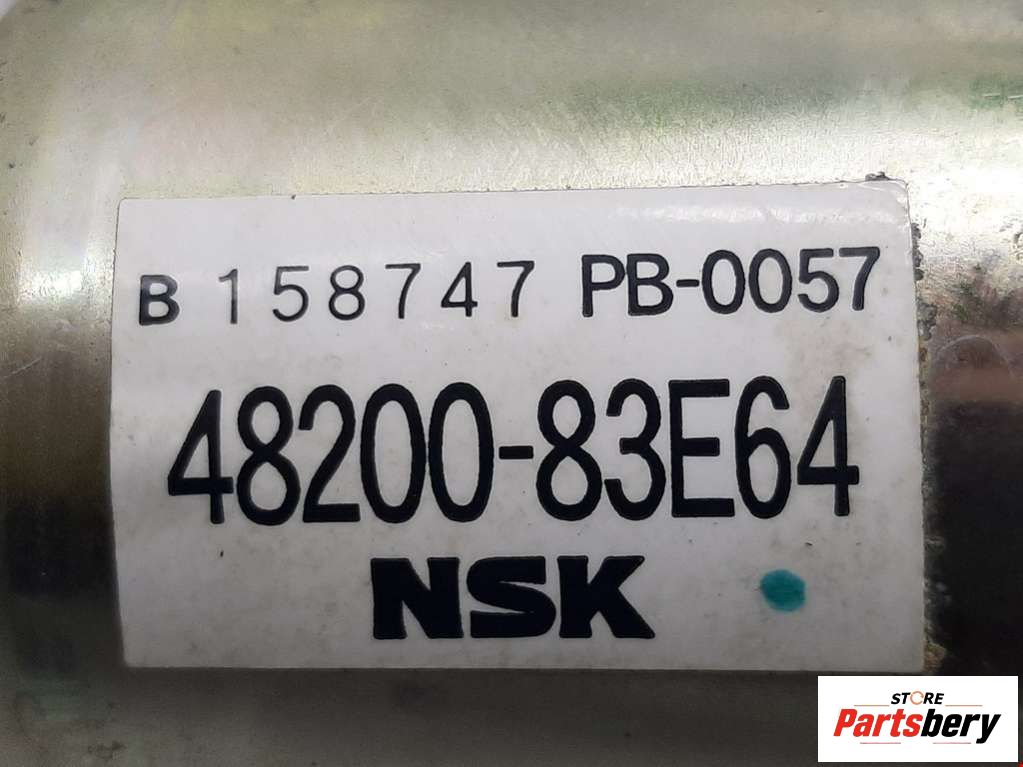 B 158747 PB-0057
48200-83E64
NSK
STORE
Partsbery